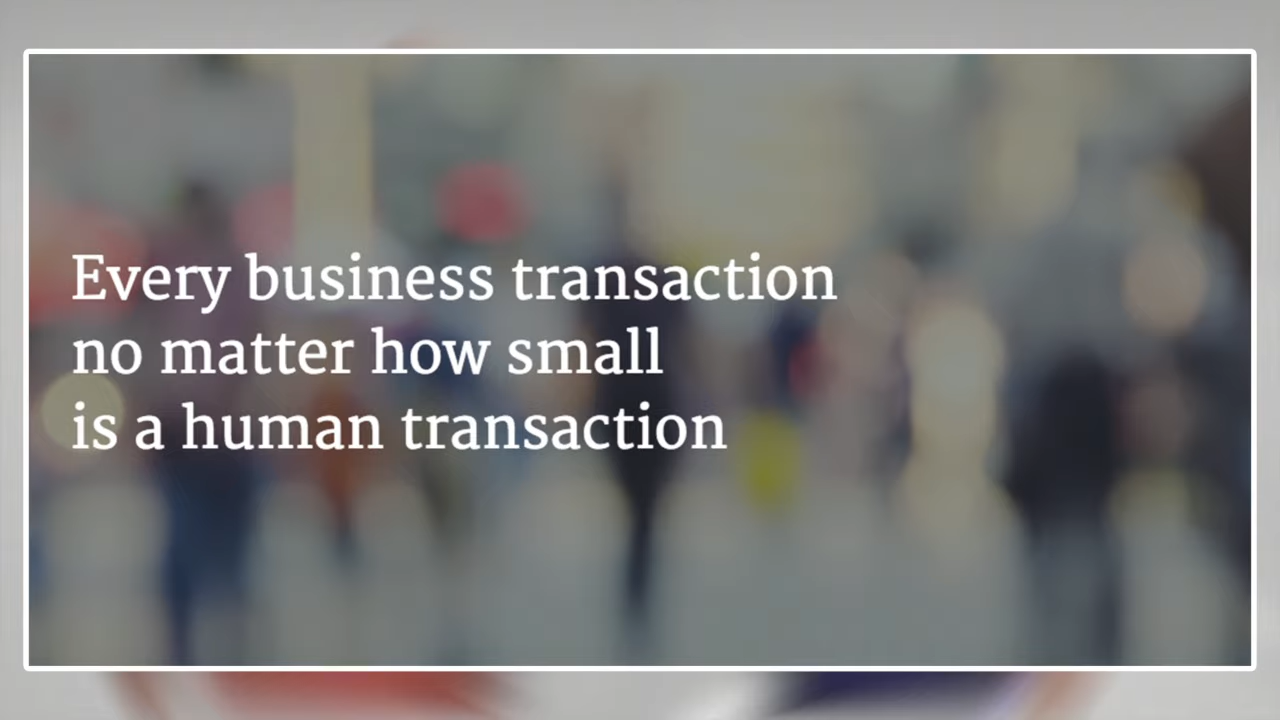 Every business transaction
no matter how small
is a human transaction